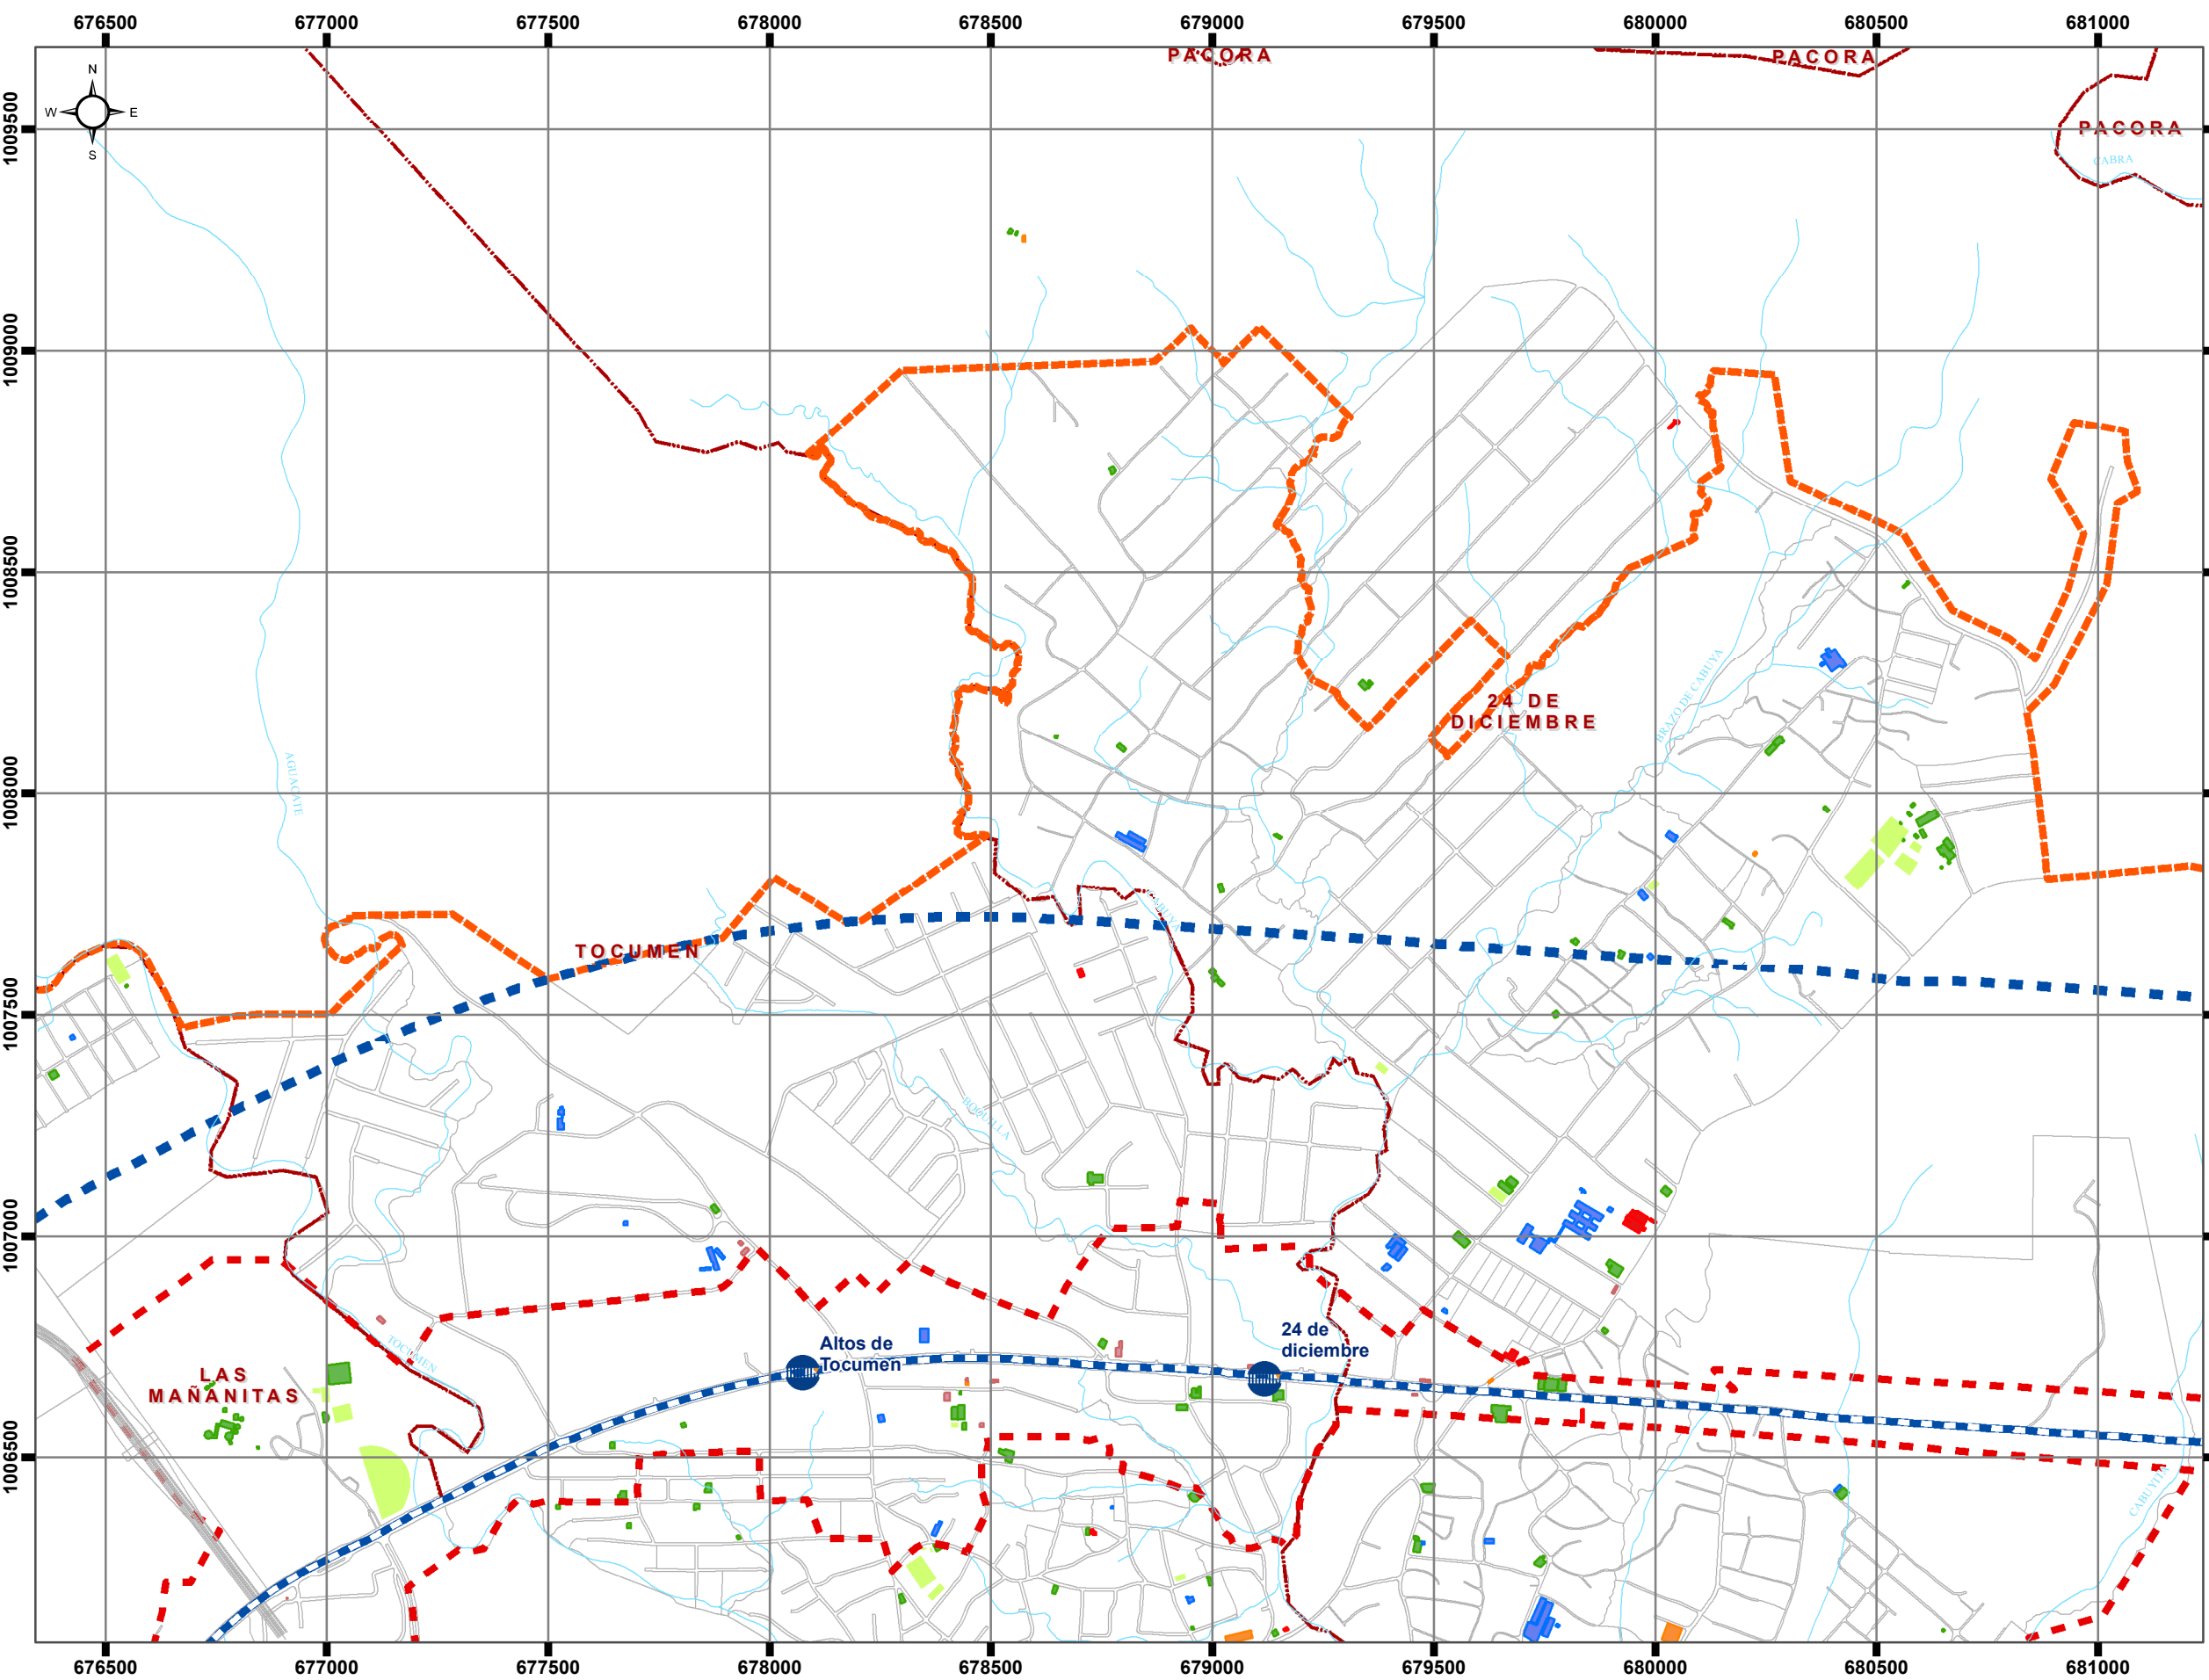 676500 677000 677500 678000 678500 679000 679500 680000 680500 681000
PACORA
PACORA
N
W E
S
1009500
PACORA
CABRA
1009000
1008500
BRAZO DE CABUYA
24 DE
DICIEMBRE
AGUACATE
1008000
CABUYA
TOCUMEN
1007500
BOQUILLA
1007000
24 de
diciembre
Altos de
Tocumen
TOCUMEN
LAS
MAÑANITAS
1006500
CABUYITA
676500 677000 677500 678000 678500 679000 679500 680000 680500 681000